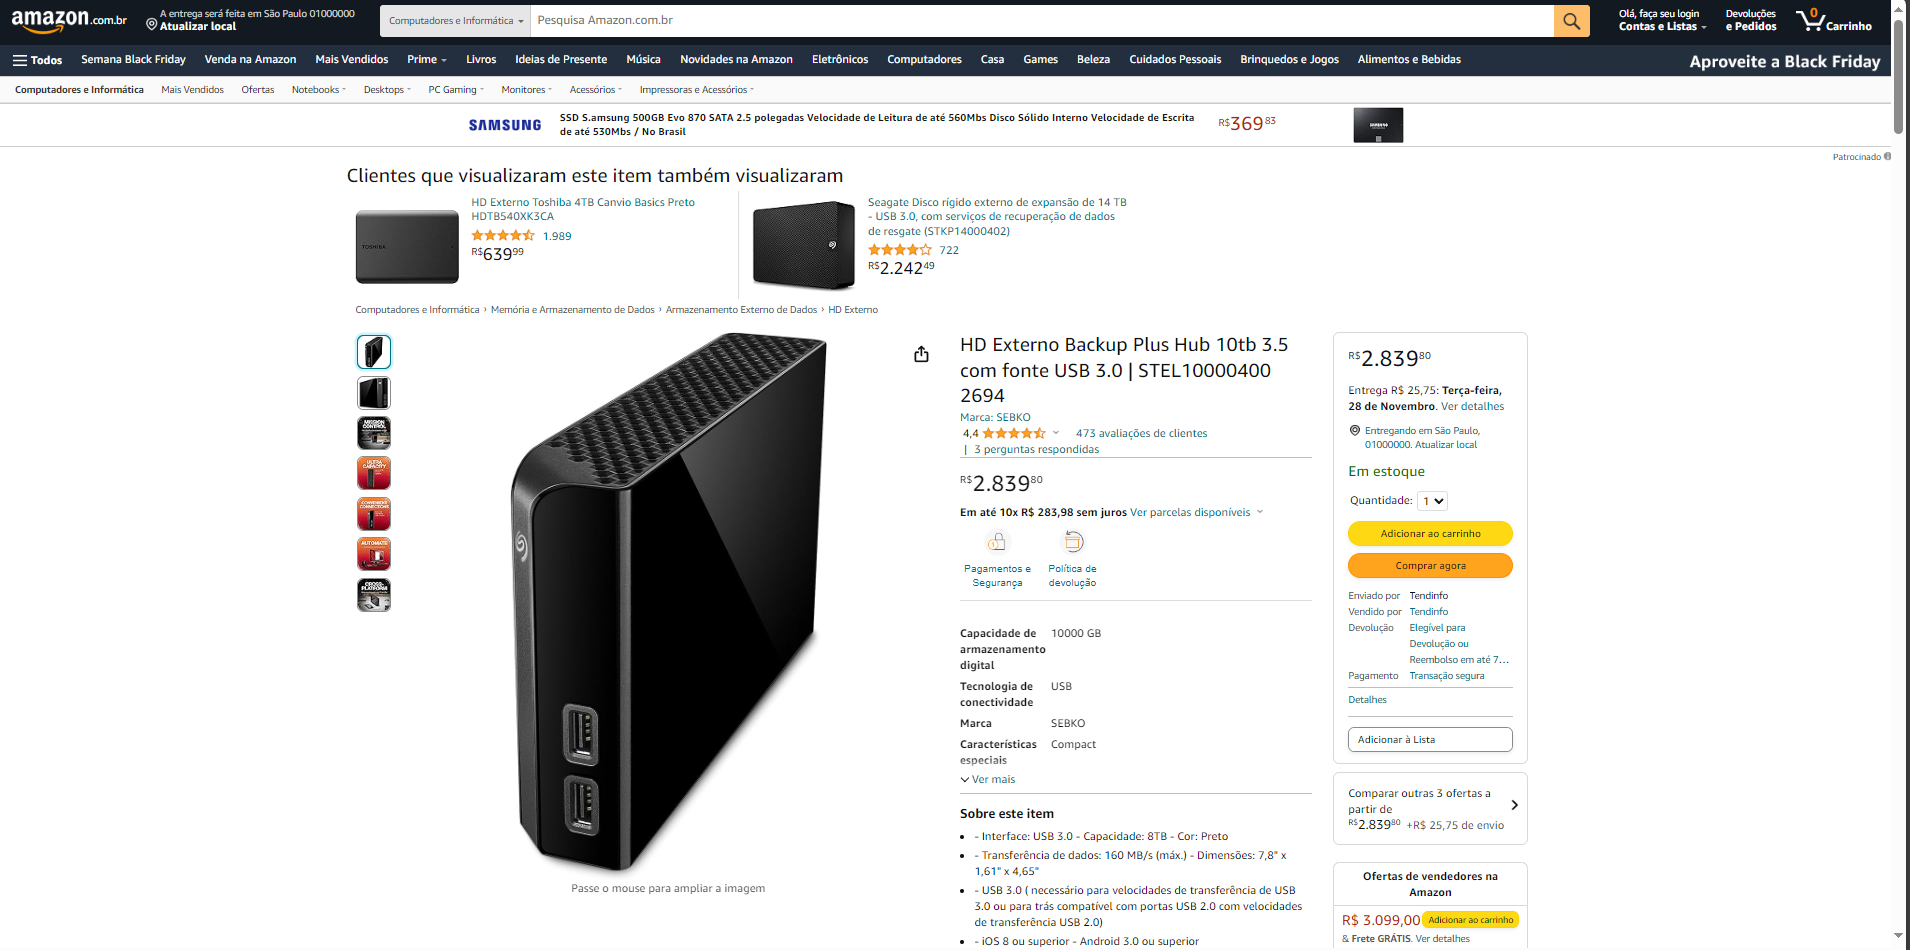 amazon.com.br
A entrega será feita em São Paulo 01000000
Atualizar local
Computadores e Informática
Pesquisa Amazon.com.br
Olá, faça seu login
Contas e Listas
Devoluções
e Pedidos
0
Carrinho
Todos
Semana Black Friday
Venda na Amazon
Mais Vendidos
Prime
Livros
Ideias de Presente
Música
Novidades na Amazon
Eletrônicos
Computadores
Casa
Games
Beleza
Cuidados Pessoais
Brinquedos e Jogos
Alimentos e Bebidas
Aproveite a Black Friday
Computadores e Informática
Mais Vendidos
Ofertas
Notebooks
Desktops
PC Gaming
Monitores
Acessórios
Impressoras e Acessórios
SAMSUNG
SSD S.amsung 500GB Evo 870 SATA 2.5 polegadas Velocidade de Leitura de até 560Mbs Disco Sólido Interno Velocidade de Escrita
de até 530Mbs / No Brasil
R$369 83
SAMSUNG
Patrocinado
Clientes que visualizaram este item também visualizaram
TOSHIBA
HD Externo Toshiba 4TB Canvio Basics Preto
HDTB540XK3CA
1.989
R$639 99
Seagate Disco rígido externo de expansão de 14 TB
- USB 3.0, com serviços de recuperação de dados
de resgate (STKP14000402)
722
R$2.242 49
Computadores e Informática › Memória e Armazenamento de Dados › Armazenamento Externo de Dados › HD Externo
MISSION
CONTROL
ULTRA
CAPACITY
CONVENIENT
CONNECTIONS
AUTOMATE
CROSS-
PLATFORM
Passe o mouse para ampliar a imagem
HD Externo Backup Plus Hub 10tb 3.5
com fonte USB 3.0 | STEL10000400
2694
Marca: SEBKO
4,4
473 avaliações de clientes
| 3 perguntas respondidas
R$2.839 80
Em até 10x R$ 283,98 sem juros Ver parcelas disponíveis
Pagamentos e
Segurança
Política de
devolução
Capacidade de
armazenamento
digital
10000 GB
Tecnologia de
conectividade
USB
Marca
SEBKO
Características
especiais
Compact
Ver mais
Sobre este item
- Interface: USB 3.0 - Capacidade: 8TB - Cor: Preto
- Transferência de dados: 160 MB/s (máx.) - Dimensões: 7,8" x
1,61" x 4,65"
- USB 3.0 ( necessário para velocidades de transferência de USB
3.0 ou para trás compatível com portas USB 2.0 com velocidades
de transferência USB 2.0)
- iOS 8 ou superior - Android 3.0 ou superior
R$2.839 80
Entrega R$ 25,75: Terça-feira,
28 de Novembro. Ver detalhes
Entregando em São Paulo,
01000000. Atualizar local
Em estoque
Quantidade: 1
Adicionar ao carrinho
Comprar agora
Enviado por Tendinfo
Vendido por Tendinfo
Devolução Elegível para
Devolução ou
Reembolso em até 7...
Pagamento Transação segura
Detalhes
Adicionar à Lista
Comparar outras 3 ofertas a
partir de
R$2.839 80 +R$ 25,75 de envio
Ofertas de vendedores na
Amazon
R$ 3.099,00 Adicionar ao carrinho
& Frete GRÁTIS. Ver detalhes